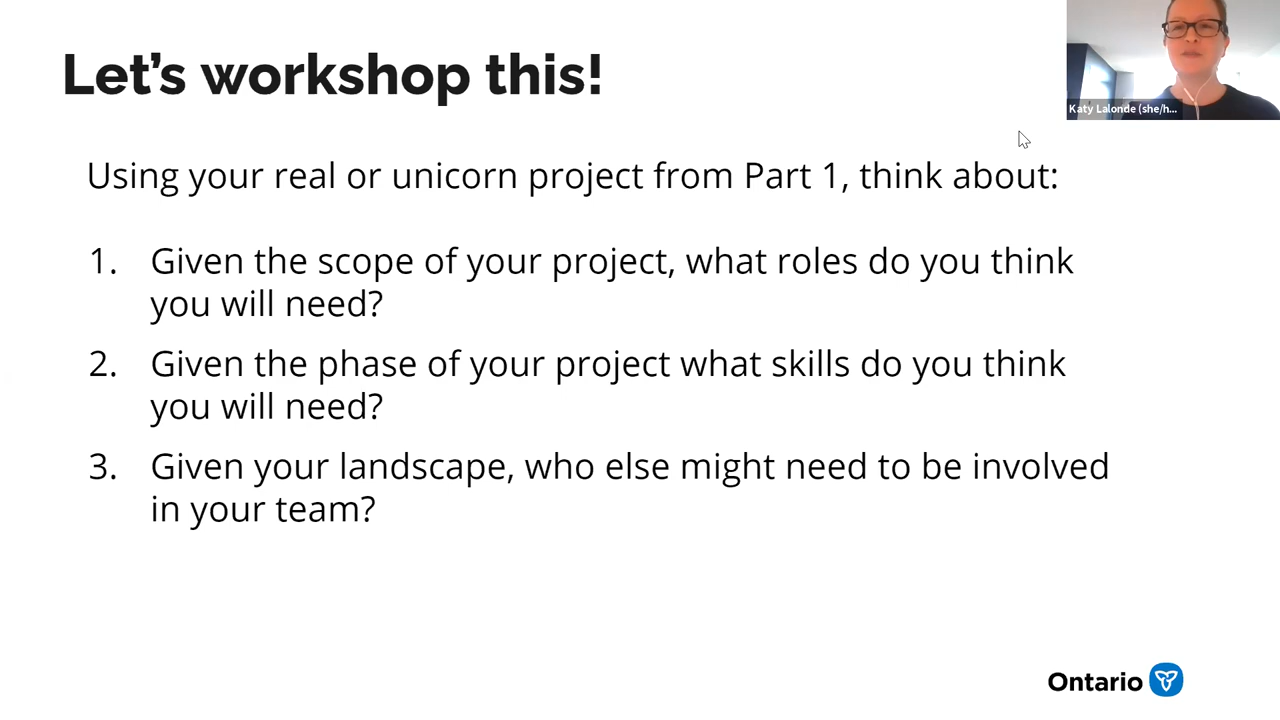 Let's workshop this!
Katy Lalonde (she/h...
Using your real or unicorn project from Part 1, think about:
1. Given the scope of your project, what roles do you think
you will need?
2. Given the phase of your project what skills do you think
you will need?
3. Given your landscape, who else might need to be involved
in your team?
Ontario